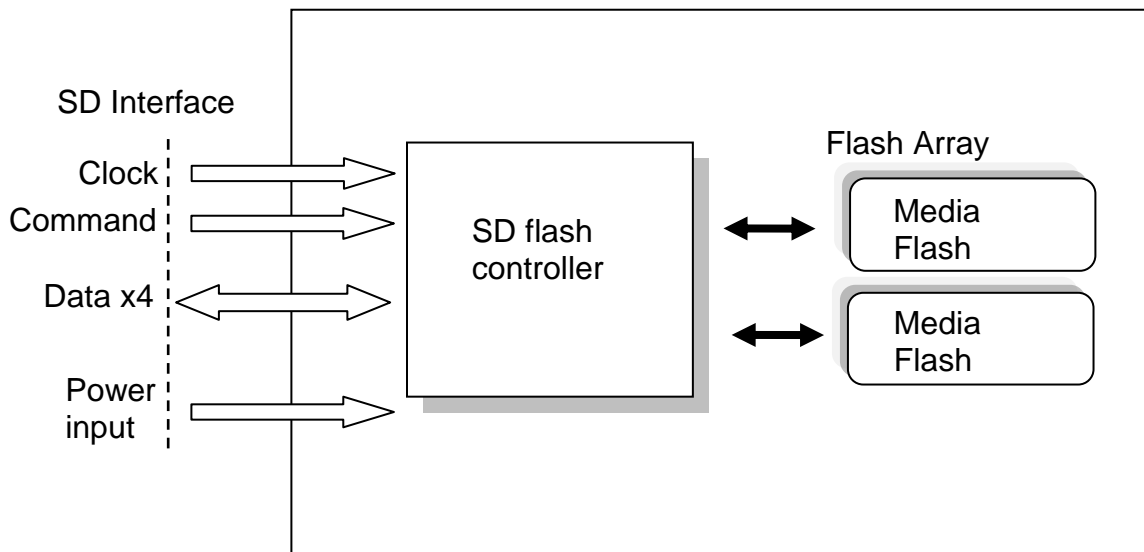 SD Interface
Clock
Command
Data x4
Power
input
SD flash
controller
Flash Array
Media
Flash
Media
Flash